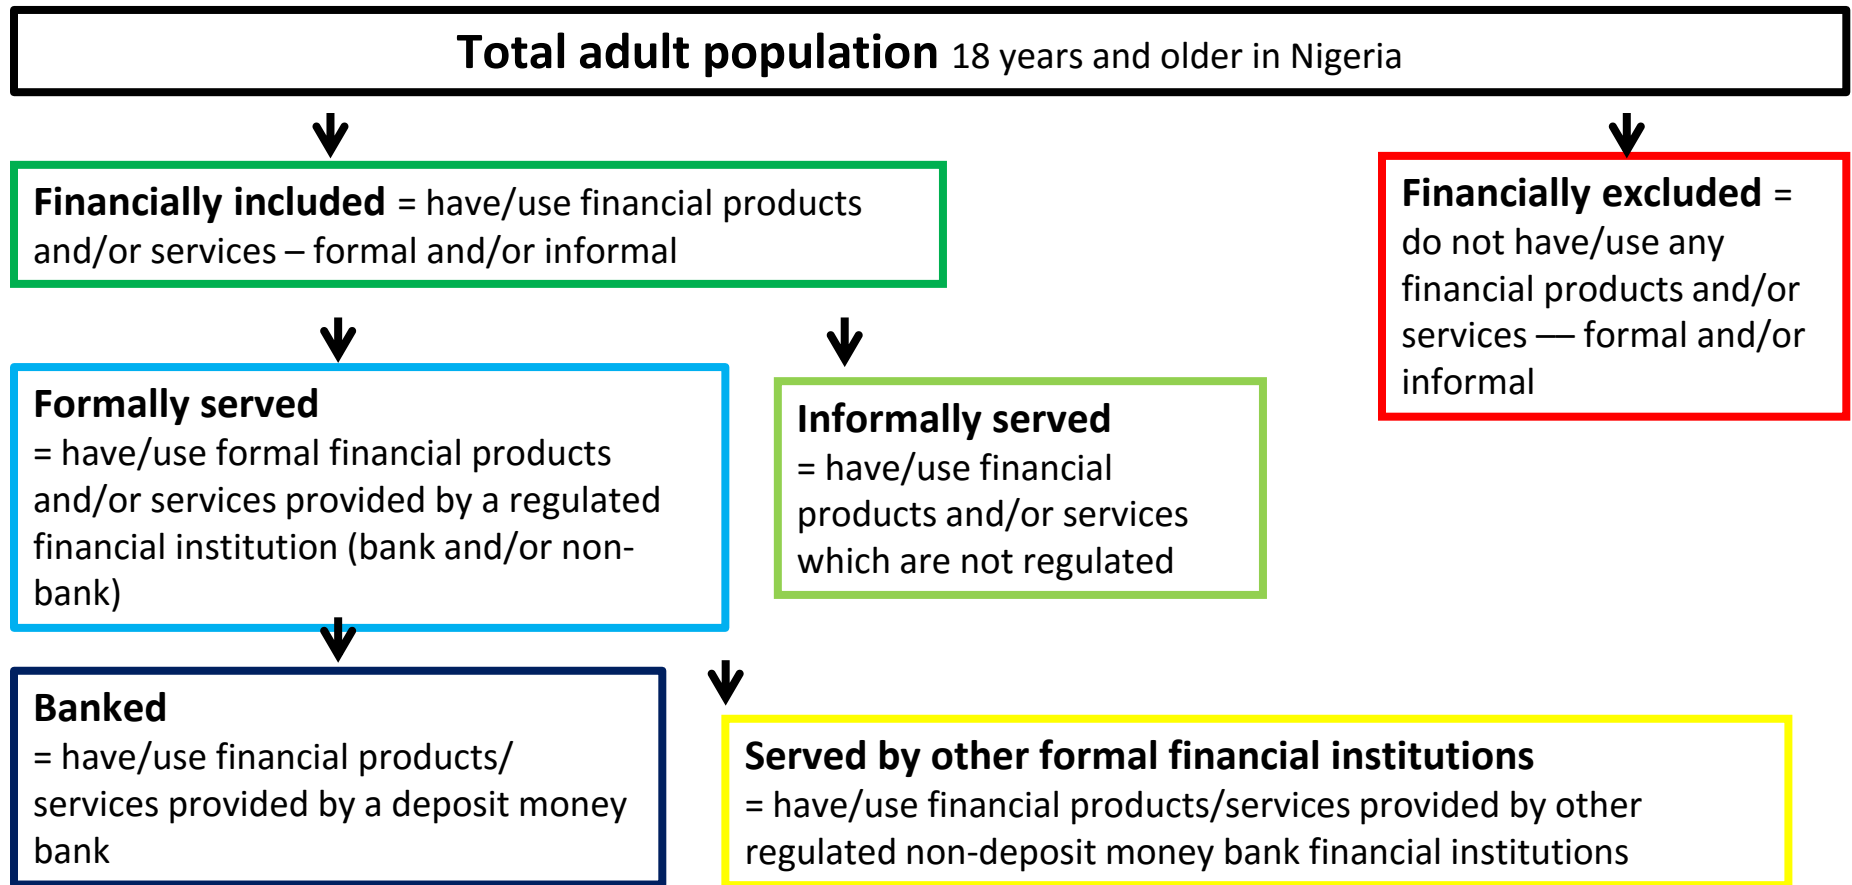 Total adult population 18 years and older in Nigeria
Financially included = have/use financial products
and/or services – formal and/or informal
Financially excluded =
do not have/use any
financial products and/or
services — formal and/or
informal
Formally served
= have/use formal financial products
and/or services provided by a regulated
financial institution (bank and/or non-
bank)
Informally served
= have/use financial
products and/or services
which are not regulated
Banked
= have/use financial products/
services provided by a deposit money
bank
Served by other formal financial institutions
= have/use financial products/services provided by other
regulated non-deposit money bank financial institutions